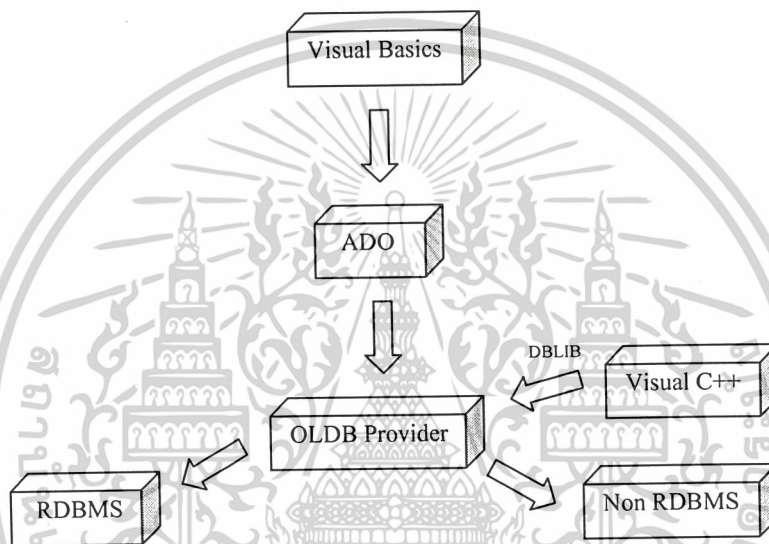 Visual Basics
ADO
DBLIB
Visual C++
OLDB Provider
RDBMS
Non RDBMS